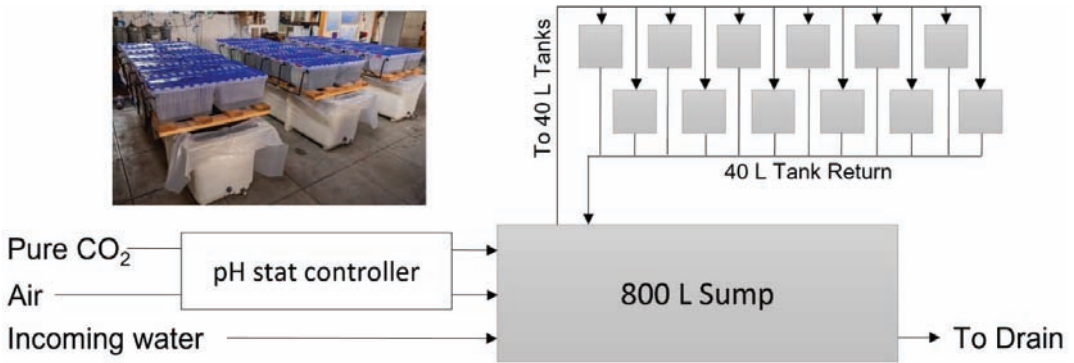 To 40 L Tanks
40 L Tank Return
Pure CO₂
pH stat controller
Air
800 L Sump
Incoming water
To Drain